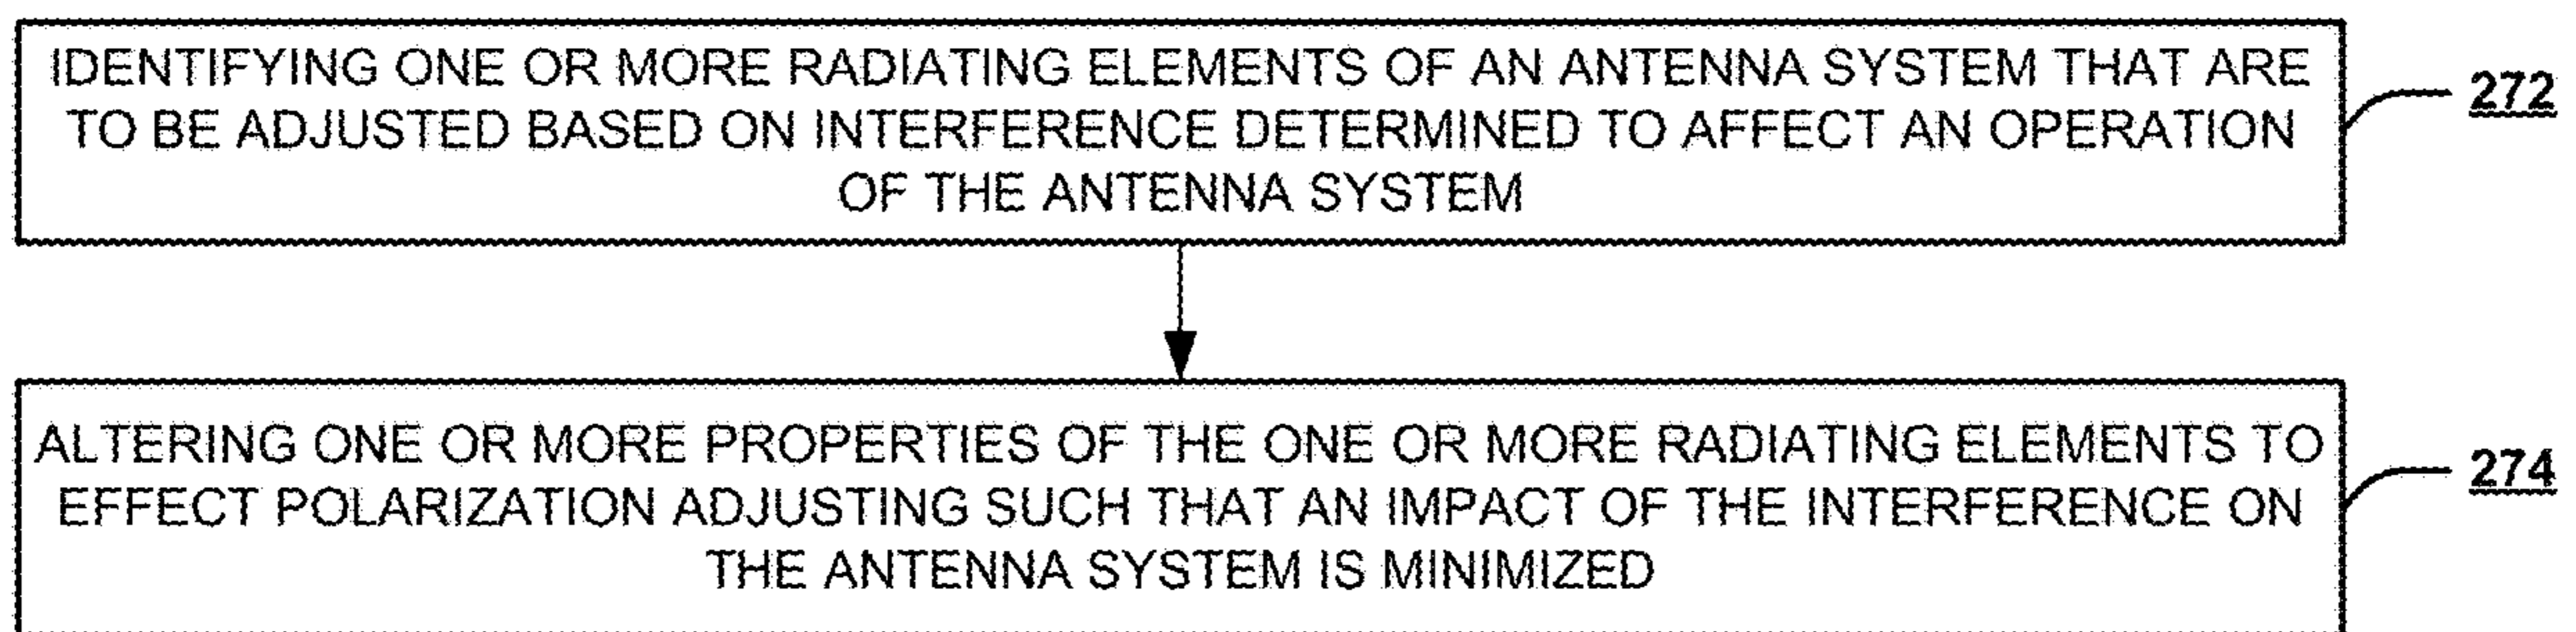 IDENTIFYING ONE OR MORE RADIATING ELEMENTS OF AN ANTENNA SYSTEM THAT ARE
TO BE ADJUSTED BASED ON INTERFERENCE DETERMINED TO AFFECT AN OPERATION
OF THE ANTENNA SYSTEM
272
ALTERING ONE OR MORE PROPERTIES OF THE ONE OR MORE RADIATING ELEMENTS TO
EFFECT POLARIZATION ADJUSTING SUCH THAT AN IMPACT OF THE INTERFERENCE ON
THE ANTENNA SYSTEM IS MINIMIZED
274